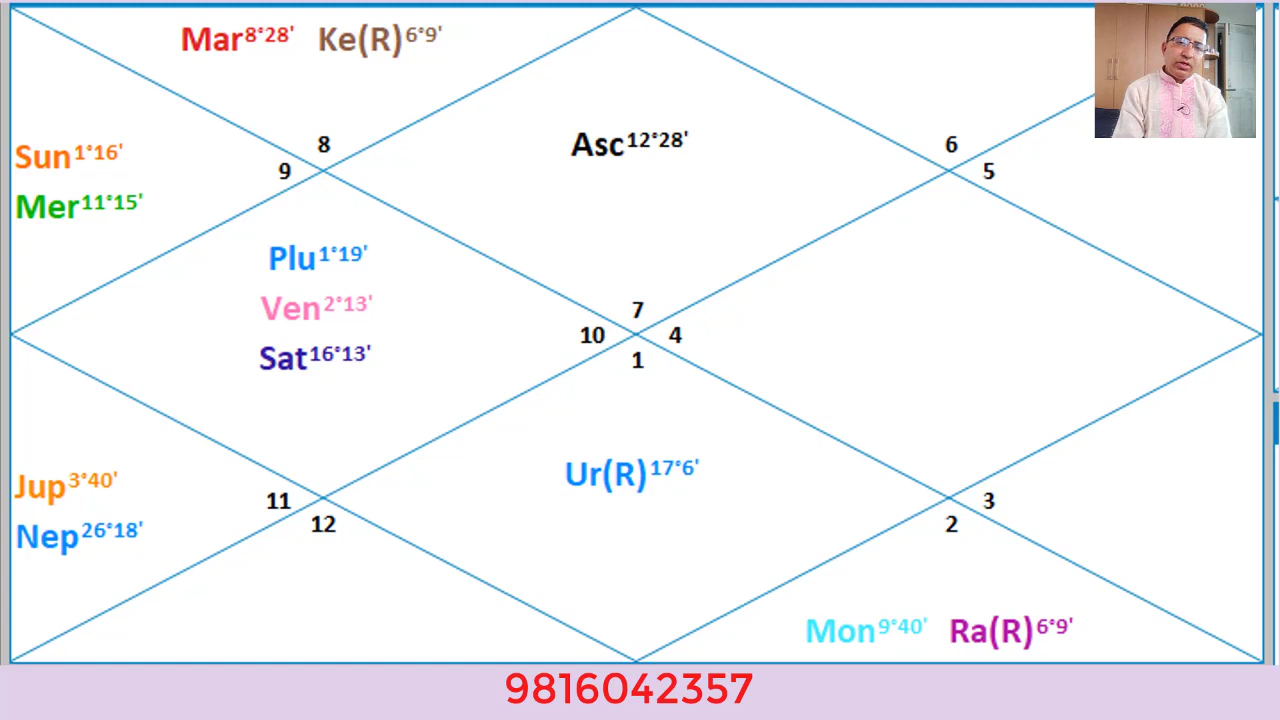 Mar8°28' Ke(R)6°9'
8
9
Sun1°16'
Mer11°15'
Asc12°28'
6
5
Plu1°19'
Ven2°13'
Sat16°13'
7
10
4
1
Jup3°40'
Nep26°18'
11
12
Ur(R)17°6'
3
2
Mon9°40' Ra(R)6°9'
9816042357